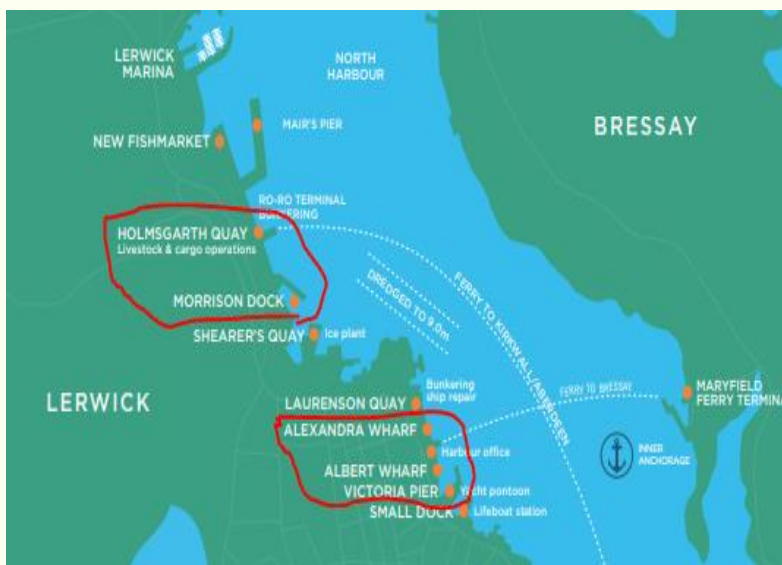 LERWICK
MARINA
NORTH
HARBOUR
MAIR'S PIER
BRESSAY
NEW FISHMARKET
RO-RO TERMINAL
BUNKERING
HOLMSGARTH QUAY
Livestock & cargo operations
MORRISON DOCK
DREDGED TO 9.0m
FERRY TO KIRKWALL/ABERDEEN
SHEARER'S QUAY
Ice plant
LERWICK
LAURENSON QUAY
Bunkering
ship repair
FERRY TO BRESSAY
MARYFIELD
FERRY TERMINA
ALEXANDRA WHARF
Harbour office
INNER
ANCHORAGE
ALBERT WHARF
VICTORIA PIER
Yacht pontoon
SMALL DOCK
Lifeboat station